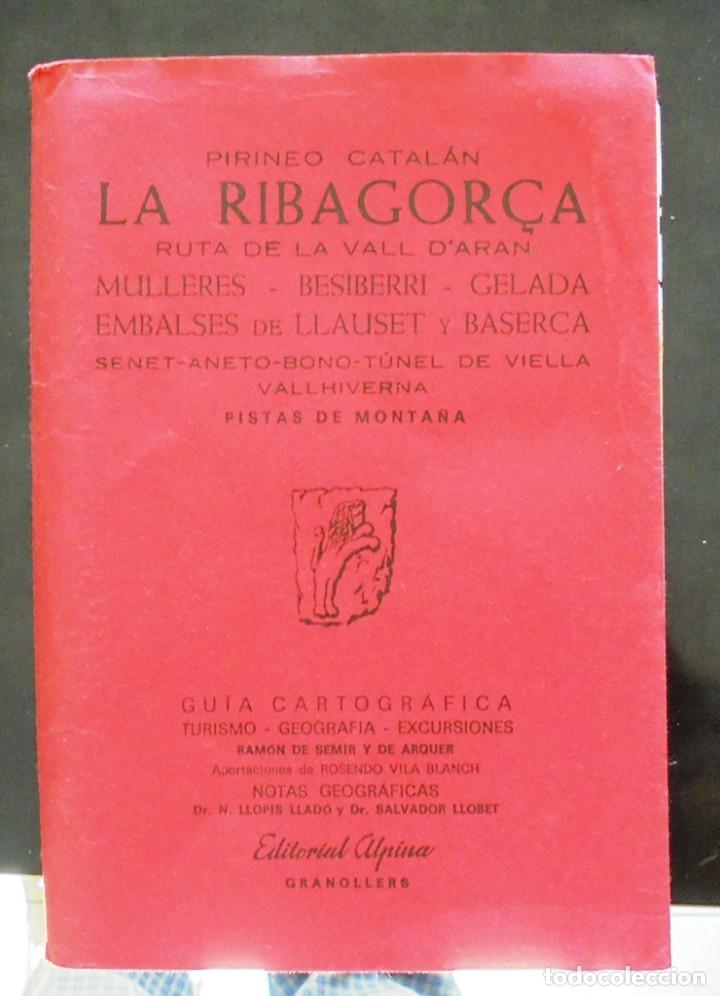 PIRINEO CATALÁN
LA RIBAGORÇA
RUTA DE LA VALL D'ARAN
MULLERES - BESIBERRI - GELADA
EMBALSES DE LLAUSET Y BASERCA
SENET-ANETO-BONO-TÚNEL DE VIELLA
VALLHIVERNA
PISTAS DE MONTAÑA
GUÍA CARTOGRÁFICA
TURISMO - GEOGRAFIA - EXCURSIONES
RAMÓN DE SEMIR Y DE ARQUER
Aportaciones de ROSENDO VILA BLANCH
NOTAS GEOGRÁFICAS
Dr. N. LLOPIS LLADÓ y Dr. SALVADOR LLOBET
Editorial Alpina
GRANOLLERS
todocoleccion